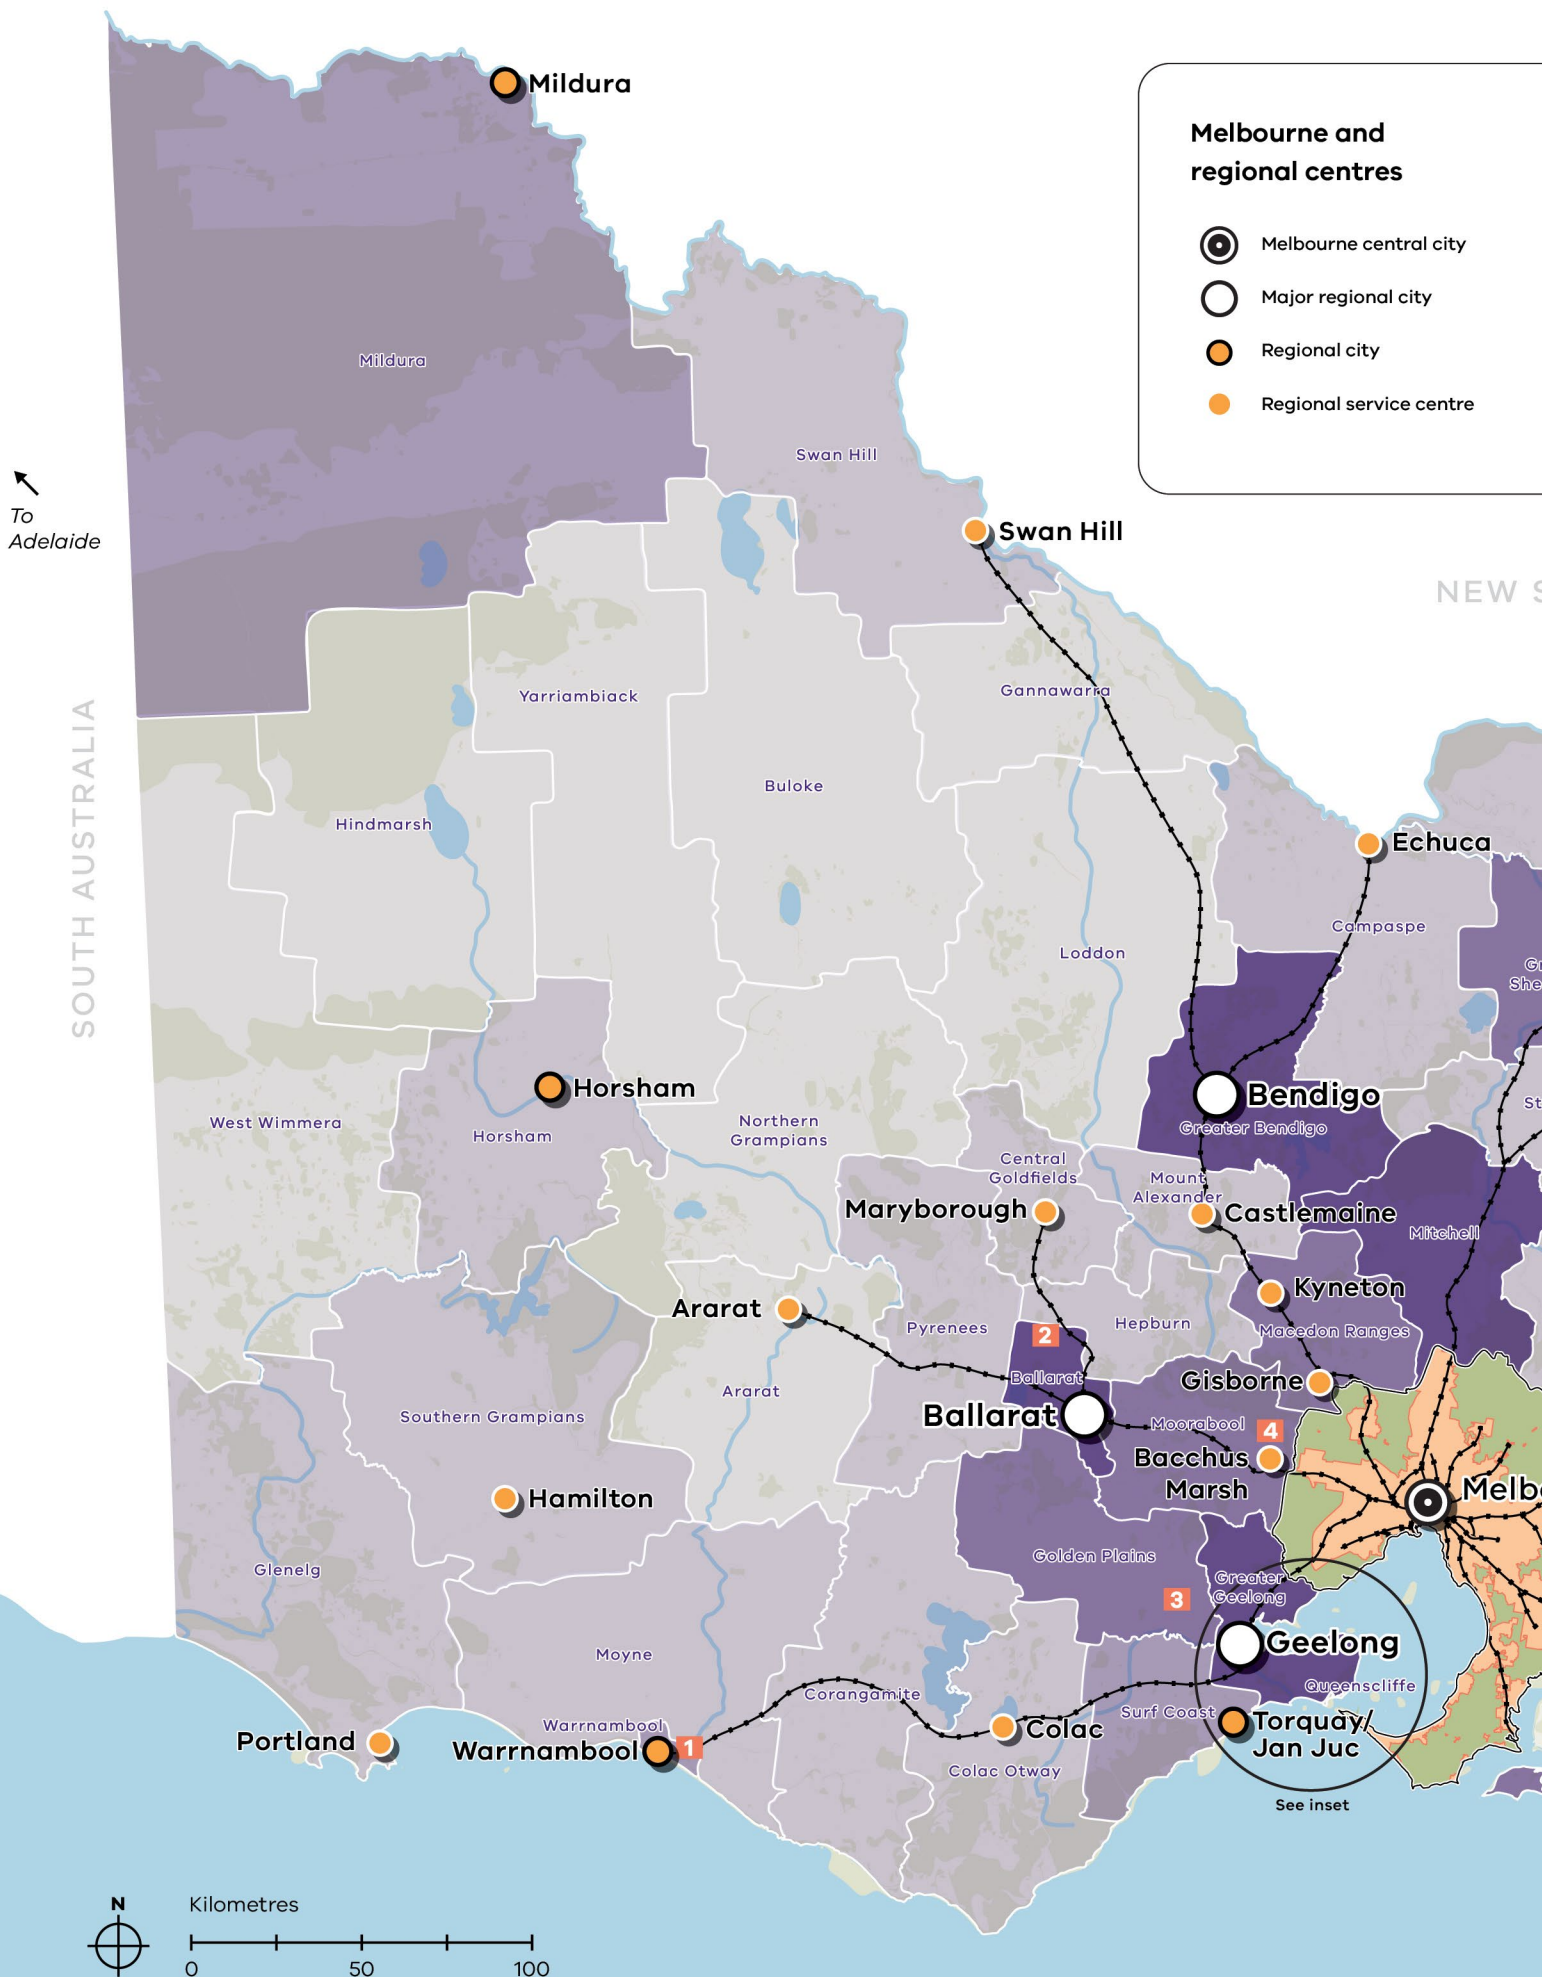 Mildura
Melbourne and
regional centres
Melbourne central city
Major regional city
Regional city
Regional service centre
Mildura
Swan Hill
To
Adelaide
Swan Hill
NEW S
SOUTH AUSTRALIA
Yarriambiack
Gannawarra
Buloke
Hindmarsh
Echuca
Campaspe
Loddon
Gr
She
Horsham
Bendigo
St
West Wimmera
Horsham
Northern
Grampians
Greater Bendigo
Central
Goldfields
Mount
Alexander
Maryborough
Castlemaine
Mitchell
Kyneton
Ararat
Pyrenees
2
Hepburn
Macedon Ranges
Ballarat
Gisborne
Ararat
Southern Grampians
Ballarat
Moorabool
4
Bacchus
Marsh
Melbo
Hamilton
Glenelg
Golden Plains
Greater
Geelong
3
Geelong
Moyne
Corangamite
Queenscliffe
Surf Coast
Warrnambool
Portland
Warrnambool
1
Colac
Torquay/
Jan Juc
Colac Otway
See inset
N
Kilometres
0 50 100